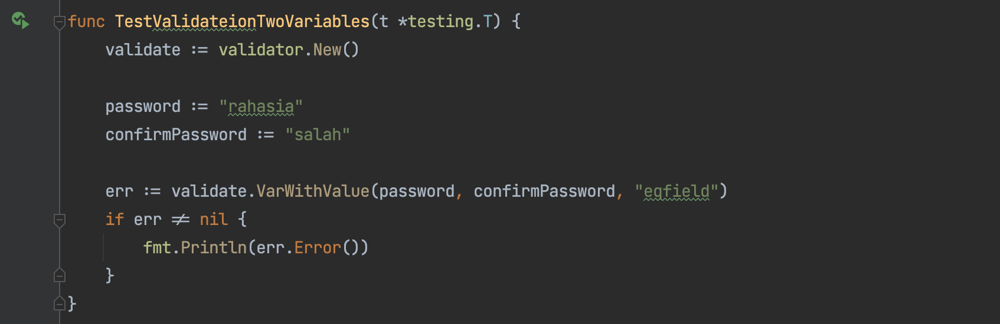 func TestValidateionTwoVariables(t *testing.T) {
validate := validator.New()
password := "rahasia"
confirmPassword := "salah"
err := validate.VarWithValue(password, confirmPassword, "eqfield")
if err != nil {
fmt.Println(err.Error())
}
}